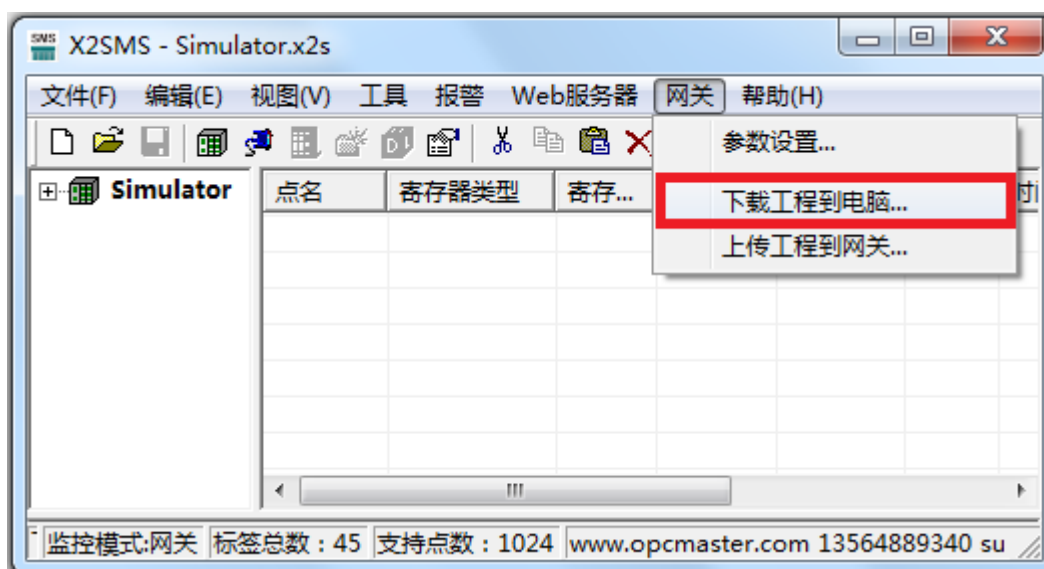 SMS X2SMS - Simulator.x2s
文件(F) 编辑(E) 视图(V) 工具 报警 Web服务器 网关 帮助(H)
参数设置...
Simulator 点名 寄存器类型 寄存...
下载工程到电脑...
上传工程到网关...
监控模式:网关 标签总数：45 支持点数：1024 www.opcmaster.com 13564889340 su